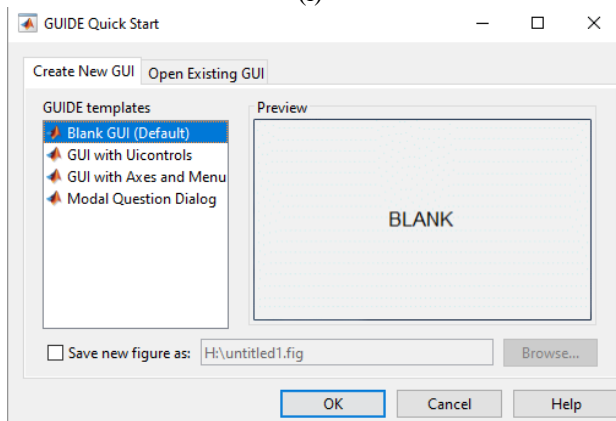 GUIDE Quick Start
Create New GUI Open Existing GUI
GUIDE templates
Blank GUI (Default)
GUI with Uicontrols
GUI with Axes and Menu
Modal Question Dialog
Preview
BLANK
Save new figure as: H:\untitled1.fig Browse...
OK Cancel Help